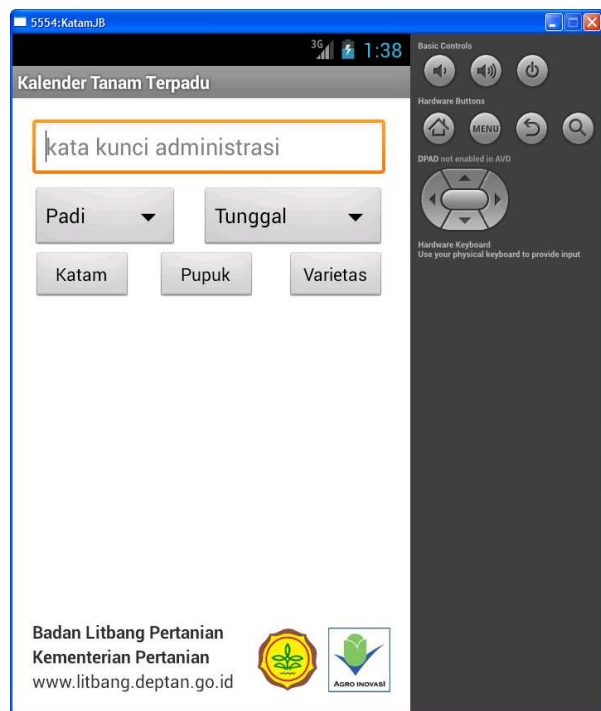 5554:KatamJB
3G 1:38
Kalender Tanam Terpadu
kata kunci administrasi
Padi Tunggal
Katam Pupuk Varietas
Badan Litbang Pertanian
Kementerian Pertanian
www.litbang.deptan.go.id
AGRO INOVASI
Basic Controls
Hardware Buttons
MENU
DPAD not enabled in AVD
Hardware Keyboard
Use your physical keyboard to provide input